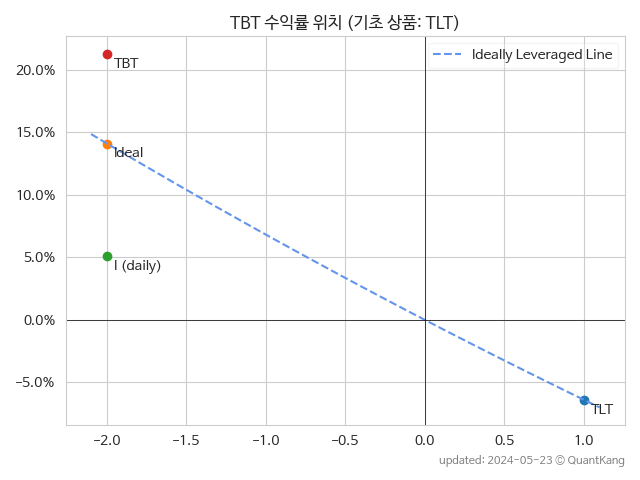 TBT 수익률 위치 (기초 상품: TLT)
Ideally Leveraged Line
20.0%
15.0%
10.0%
5.0%
0.0%
−5.0%
TBT
Ideal
I (daily)
TLT
−2.0
−1.5
−1.0
−0.5
0.0
0.5
1.0
updated: 2024-05-23 © QuantKang